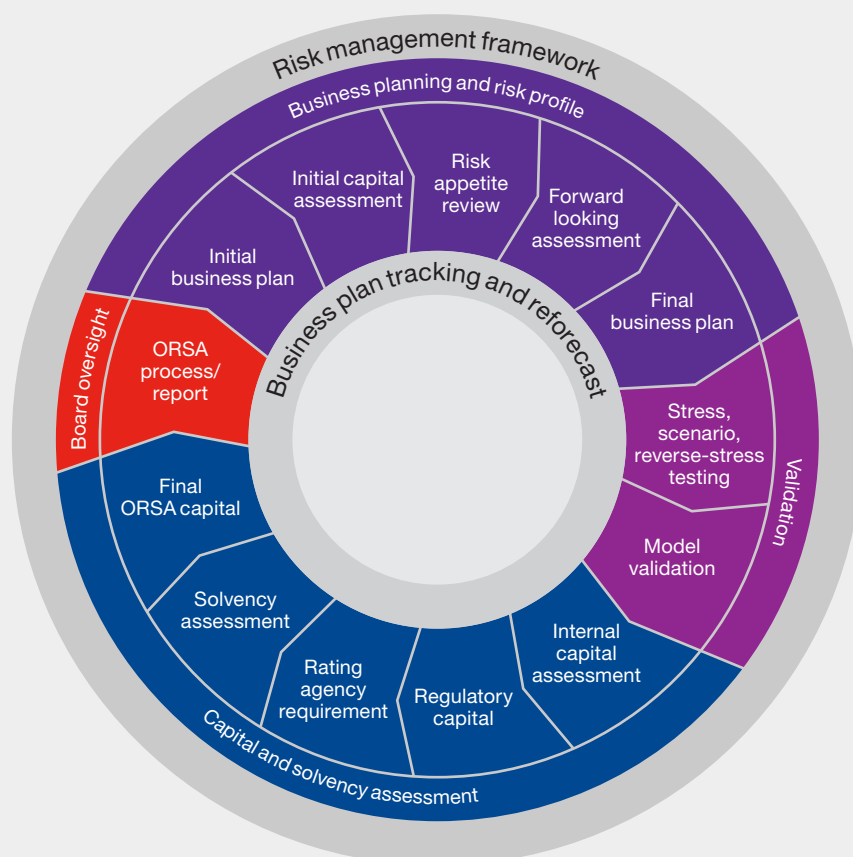 Risk management framework
Business planning and risk profile
Initial
business plan
Initial capital
assessment
Risk
appetite
review
Forward
looking
assessment
Final
business plan
Validation
Stress,
scenario,
reverse-stress
testing
Model
validation
Capital and solvency assessment
Internal
capital
assessment
Regulatory
capital
Rating
agency
requirement
Solvency
assessment
Final
ORSA capital
Board oversight
ORSA
process/
report
Business plan tracking and reforecast